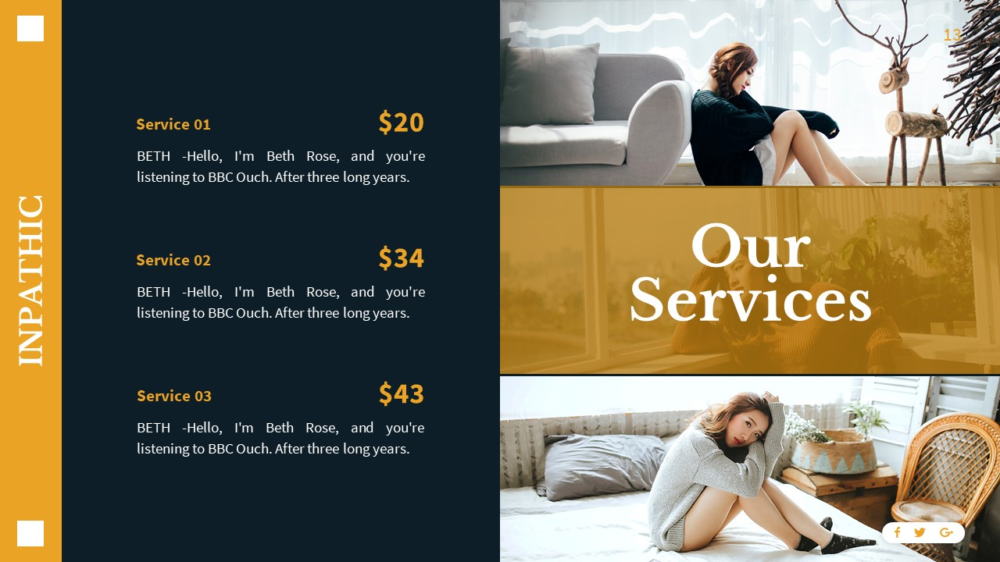 INPATHIC
Service 01
$20
BETH -Hello, I'm Beth Rose, and you're
listening to BBC Ouch. After three long years.
Service 02
$34
BETH -Hello, I'm Beth Rose, and you're
listening to BBC Ouch. After three long years.
Service 03
$43
BETH -Hello, I'm Beth Rose, and you're
listening to BBC Ouch. After three long years.
13
Our
Services